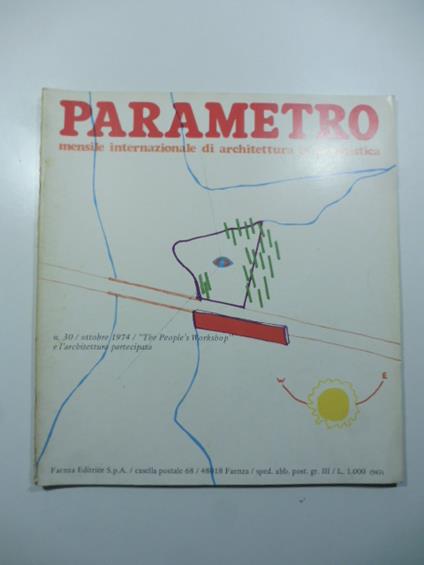 PARAMETRO
mensile internazionale di architettura
n. 30 / ottobre 1974 / "The People's Workshop"
e l'architettura partecipata
W E
Faenza Editrice S.p.A. / casella postale 68 / 48018 Faenza / sped. abb. post. gr. III / L. 1.000